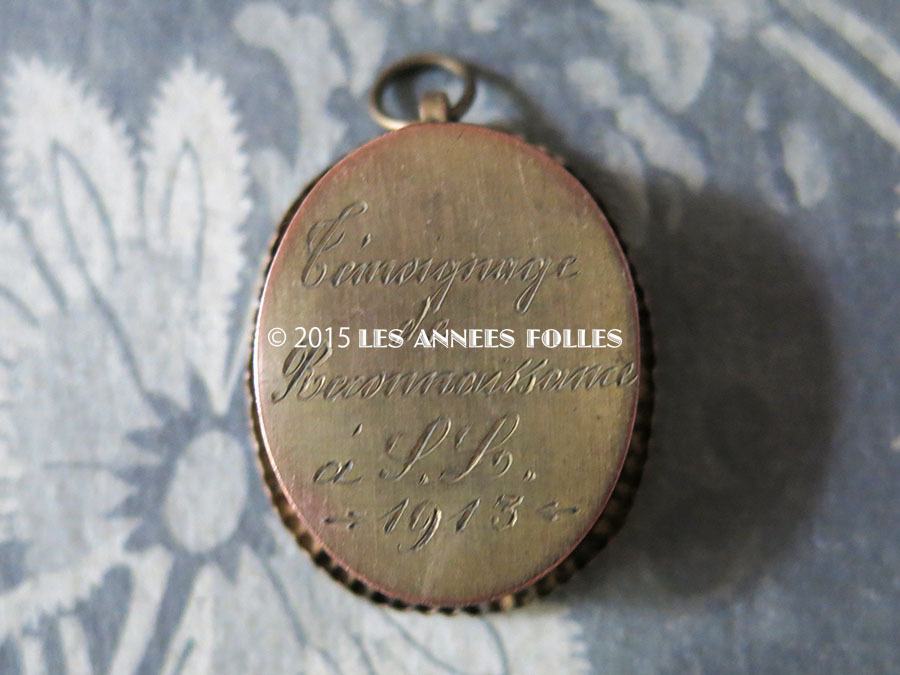 Témoignage
de
© 2015 LES ANNEES FOLLES
Reconnaissance
à S. L.
1913